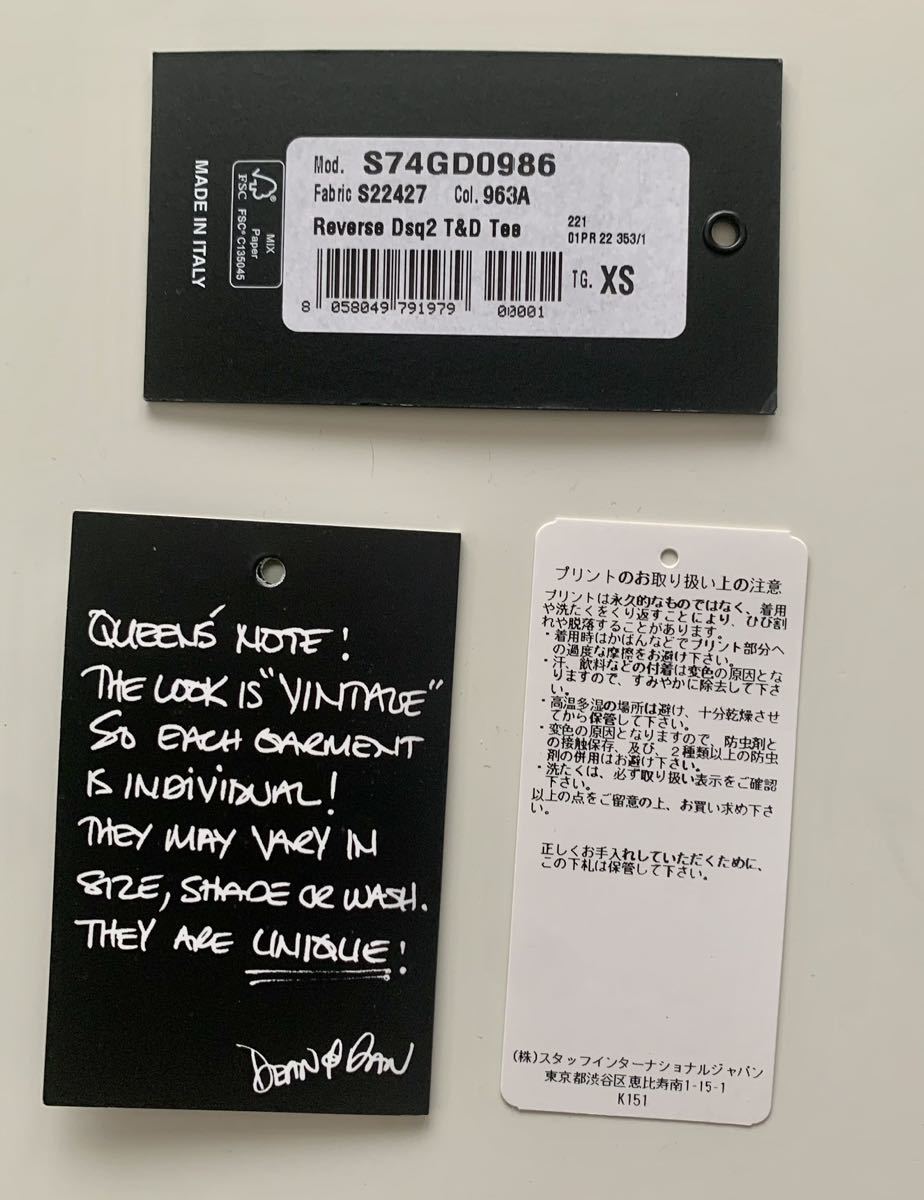 MADE IN ITALY
FSC
MIX
Paper
FSC® C135045
Mod. S74GD0986
Fabric S22427 Col. 963A
Reverse Dsq2 T&D Tee
221
01PR 22 353/1
8 058049 791979 00001
TG. XS
QUEENS' NOTE!
THE LOOK IS "VINTAGE"
SO EACH GARMENT
IS INDIVIDUAL!
THEY MAY VARY IN
SIZE, SHADE OR WASH.
THEY ARE UNIQUE!
DEAN & DAN
プリントのお取り扱い上の注意
プリントは永久的なものではなく、着用
や洗たくをくり返すことにより、ひび割
れや脱落することがあります。
・着用時はかばんなどでプリント部分へ
の過度な摩擦をお避け下さい。
・汗、飲料などの付着は変色の原因とな
りますので、すみやかに除去して下さ
い。
・高温多湿の場所は避け、十分乾燥させ
てから保管して下さい。
・変色の原因となりますので、防虫剤と
の接触保存、及び、2種類以上の防虫
剤の併用はお避け下さい。
・洗たくは、必ず取り扱い表示をご確認
下さい。
以上の点をご留意の上、お買い求め下さ
い。
正しくお手入れしていただくために、
この下札は保管して下さい。
(株)スタッフインターナショナルジャパン
東京都渋谷区恵比寿南1-15-1
K151